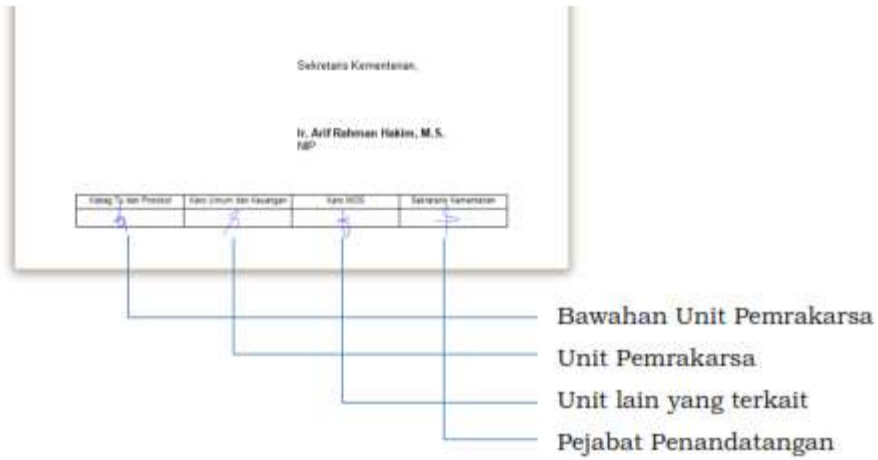 Sekretaris Kementerian,
Ir. Arif Rahman Hakim, M.S.
NIP
Kabag Tu dan Protokol Karo Umum dan Keuangan Karo Sekretaris Kementerian
Bawahan Unit Pemrakarsa
Unit Pemrakarsa
Unit lain yang terkait
Pejabat Penandatangan